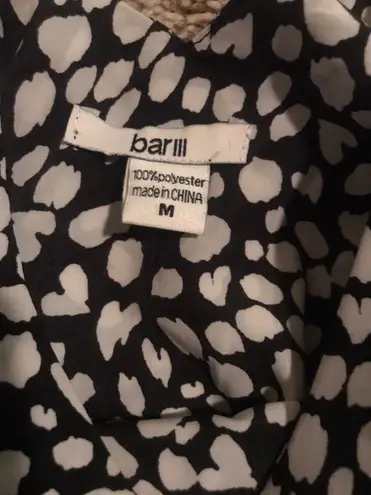 barIII
100%polyester
made in CHINA
M